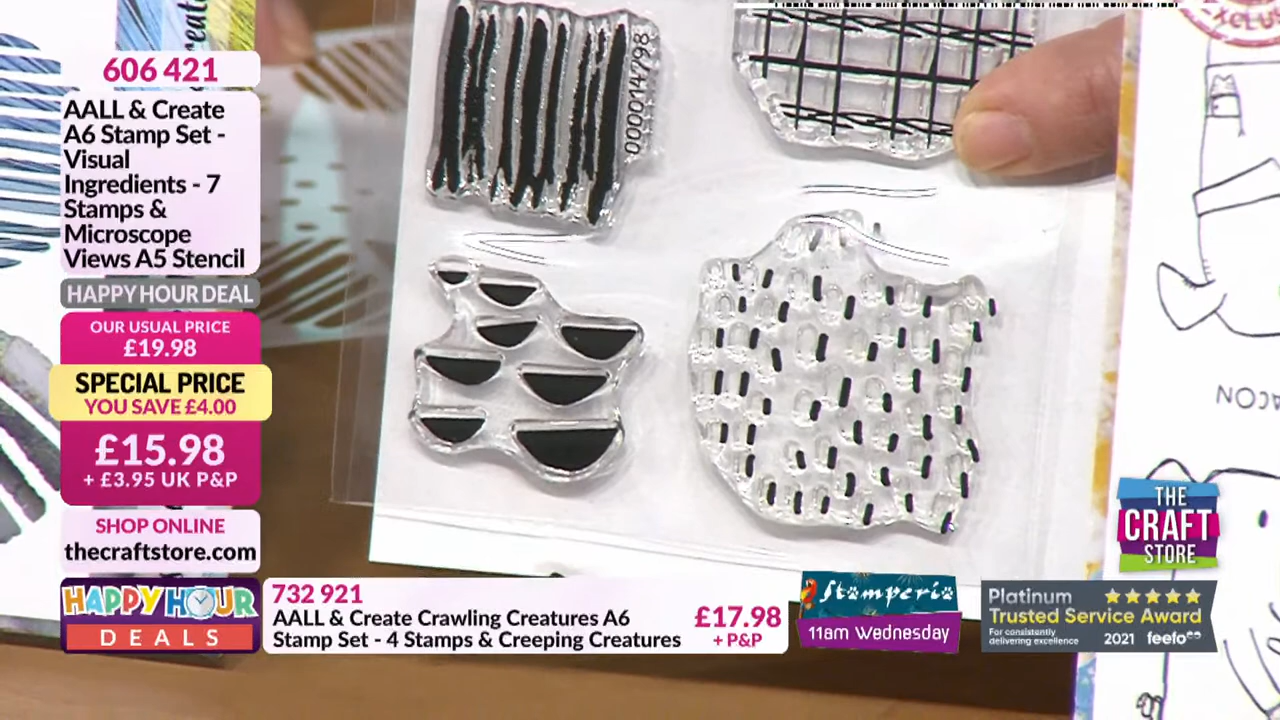 606 421
AALL & Create
A6 Stamp Set -
Visual
Ingredients - 7
Stamps &
Microscope
Views A5 Stencil
HAPPY HOUR DEAL
OUR USUAL PRICE
£19.98
SPECIAL PRICE
YOU SAVE £4.00
£15.98
+ £3.95 UK P&P
SHOP ONLINE
thecraftstore.com
HAPPY HOUR
DEALS
732 921
AALL & Create Crawling Creatures A6
Stamp Set - 4 Stamps & Creeping Creatures
£17.98
+ P&P
Stamperia
11am Wednesday
Platinum
Trusted Service Award
For consistently
delivering excellence
2021 feefo
THE
CRAFT
STORE
000014798